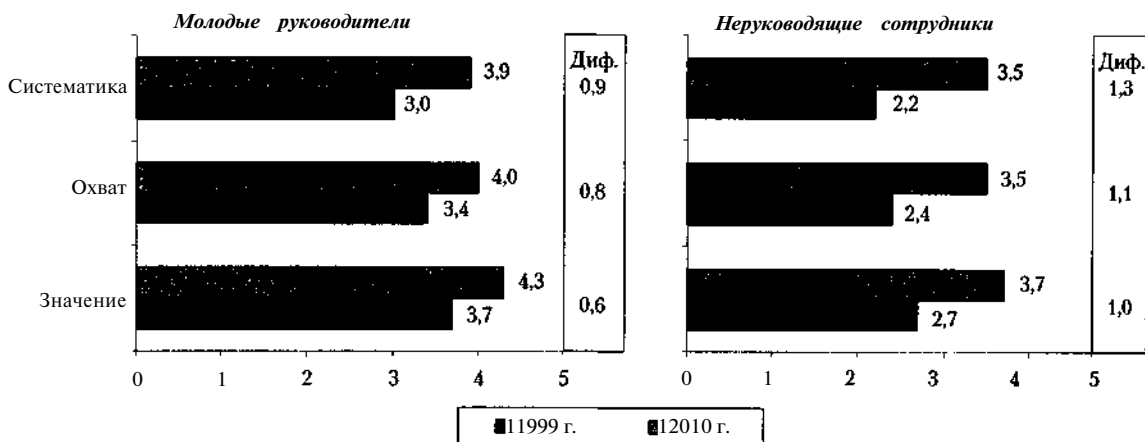 Молодые руководители
Неруководящие сотрудники
Диф.
Диф.
Систематика
3,9
3,0
0,9
3,5
2,2
1,3
Охват
4,0
3,4
0,8
3,5
2,4
1,1
Значение
4,3
3,7
0,6
3,7
2,7
1,0
0 1 2 3 4 5
0 1 2 3 4 5
11999 г. 12010 г.